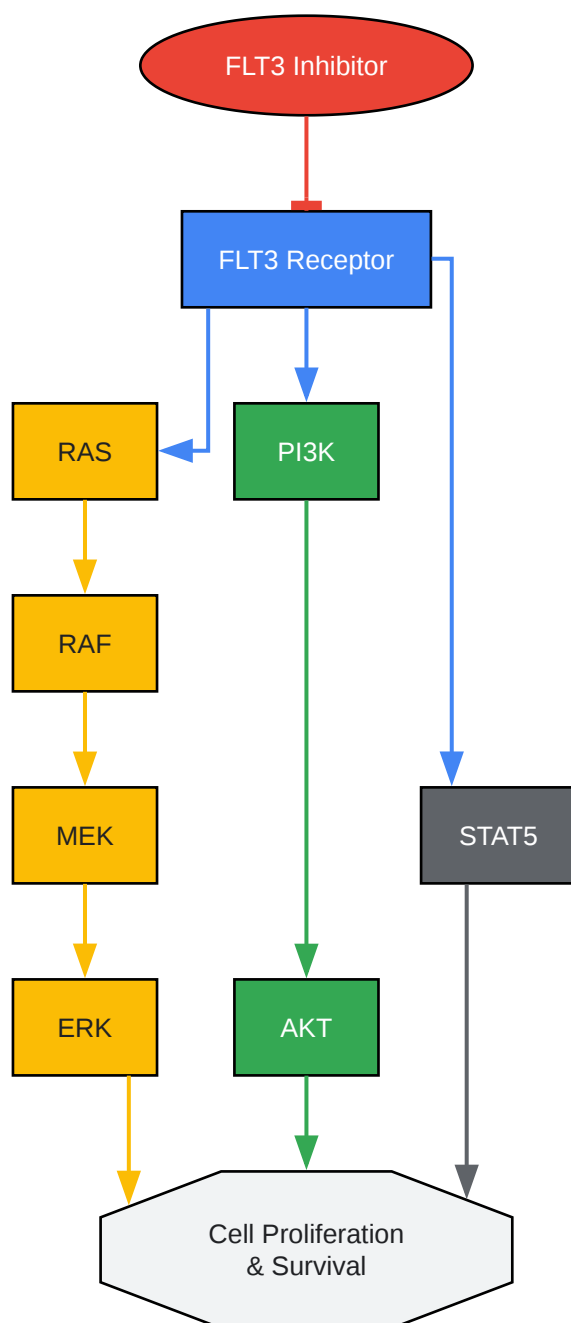 FLT3 Inhibitor
FLT3 Receptor
RAS
PI3K
RAF
MEK
STAT5
ERK
AKT
Cell Proliferation
& Survival